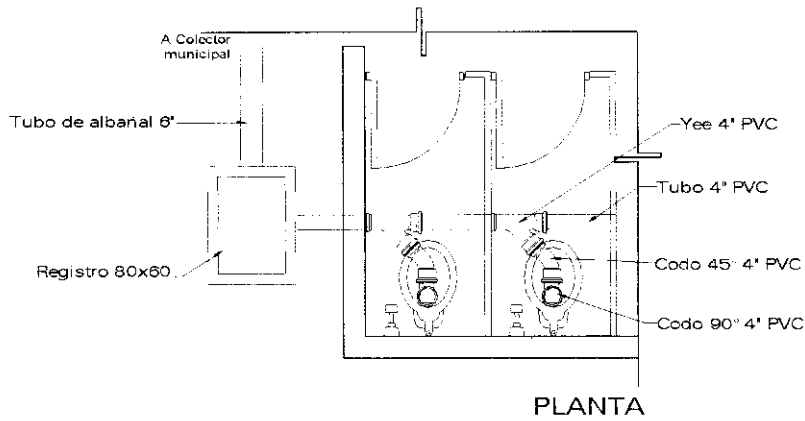 A Colector
municipal
Tubo de albañal 6"
Registro 80x60
Yee 4" PVC
Tubo 4" PVC
Codo 45° 4" PVC
Codo 90° 4" PVC
PLANTA